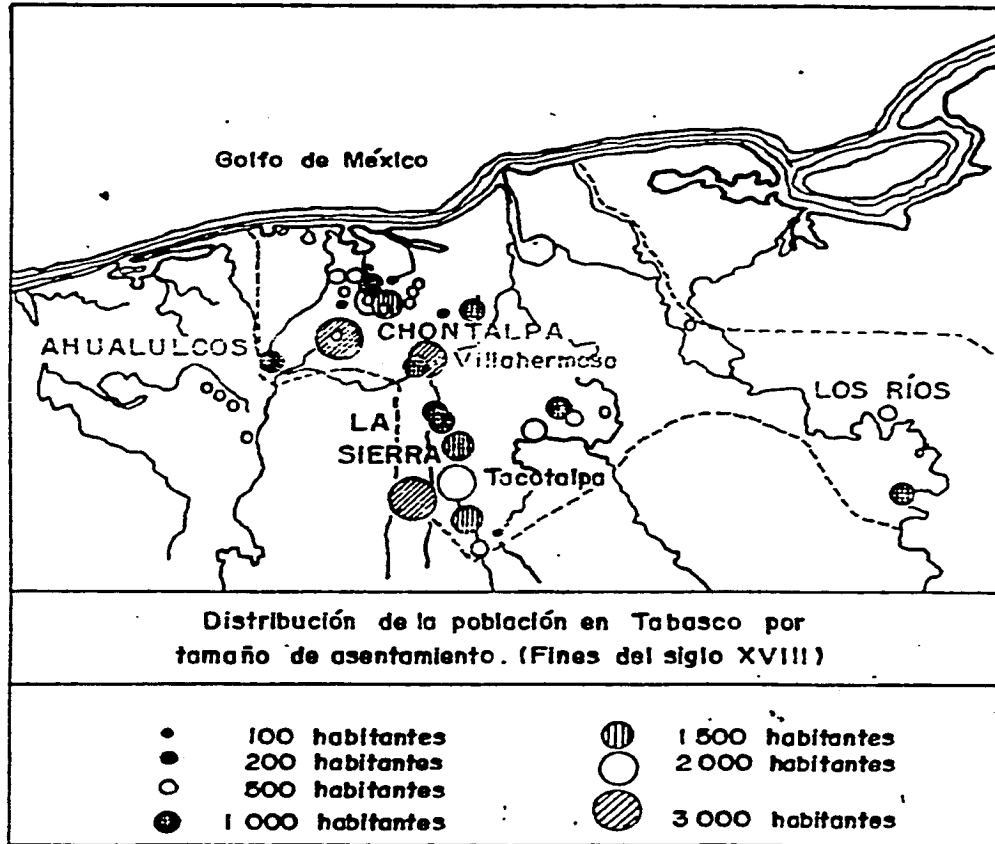 Golfo de México
AHUALULCOS
CHONTALPA
Villahermosa
LOS RÍOS
LA
SIERRA
Tacotalpa
Distribución de la población en Tabasco por
tamaño de asentamiento. (Fines del siglo XVIII)
100 habitantes
200 habitantes
500 habitantes
1 000 habitantes
1 500 habitantes
2 000 habitantes
3 000 habitantes